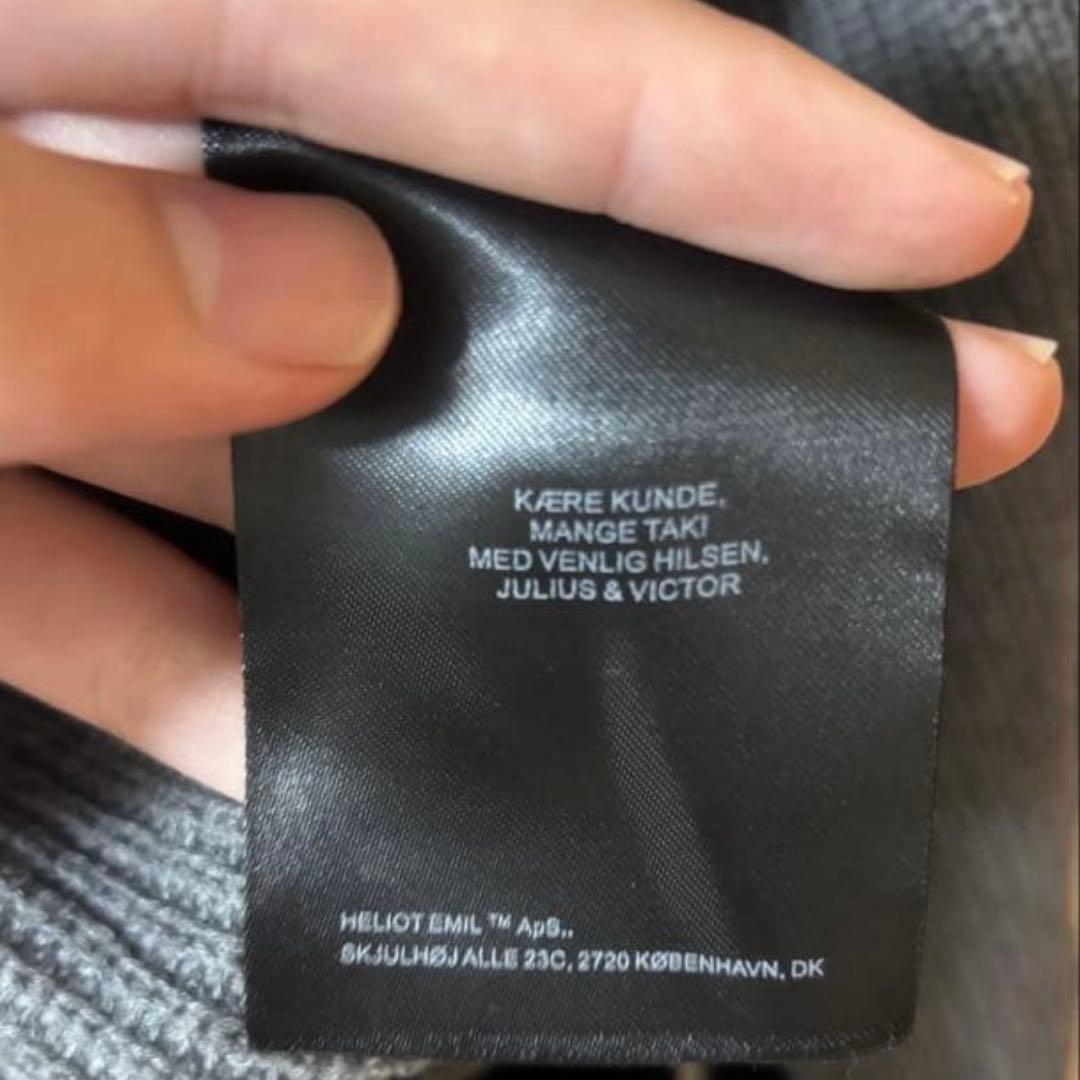 KÆRE KUNDE,
MANGE TAK!
MED VENLIG HILSEN,
JULIUS & VICTOR
HELIOT EMIL ™ ApS.,
SKJULHØJ ALLE 23C, 2720 KØBENHAVN, DK